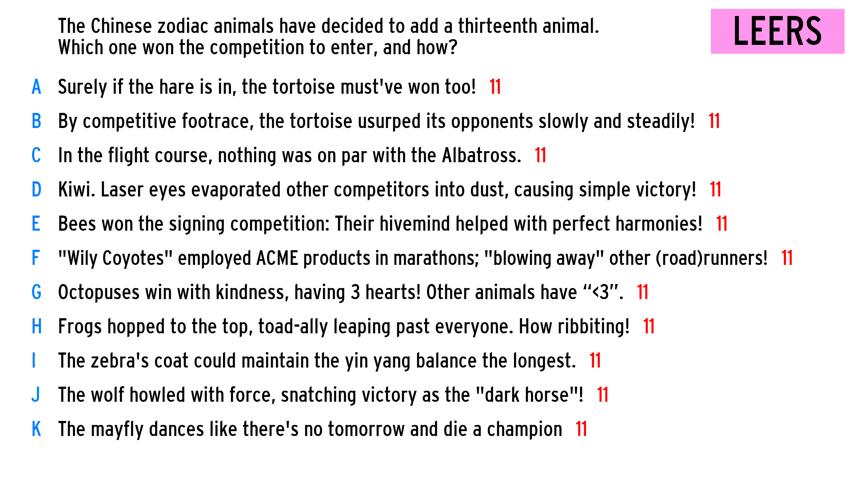 The Chinese zodiac animals have decided to add a thirteenth animal.
Which one won the competition to enter, and how?
LEERS
A Surely if the hare is in, the tortoise must've won too! 11
B By competitive footrace, the tortoise usurped its opponents slowly and steadily! 11
C In the flight course, nothing was on par with the Albatross. 11
D Kiwi. Laser eyes evaporated other competitors into dust, causing simple victory! 11
E Bees won the signing competition: Their hivemind helped with perfect harmonies! 11
F "Wily Coyotes" employed ACME products in marathons; "blowing away" other (road)runners! 11
G Octopuses win with kindness, having 3 hearts! Other animals have “<3”. 11
H Frogs hopped to the top, toad-ally leaping past everyone. How ribbiting! 11
I The zebra's coat could maintain the yin yang balance the longest. 11
J The wolf howled with force, snatching victory as the "dark horse"! 11
K The mayfly dances like there's no tomorrow and die a champion 11